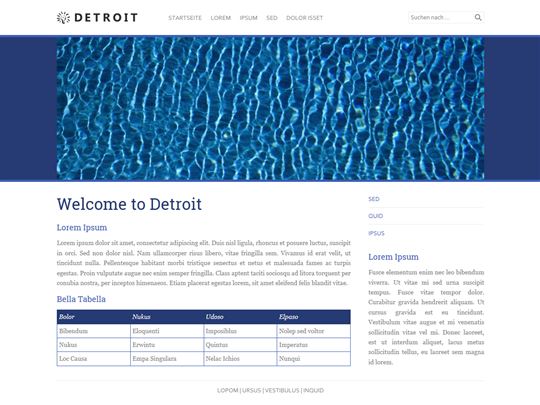 DETROIT
STARTSEITE LOREM IPSUM SED DOLOR ISSET
Suchen nach ...
Welcome to Detroit
Lorem Ipsum
Lorem ipsum dolor sit amet, consectetur adipiscing elit. Duis nisl ligula, rhoncus et posuere luctus, suscipit
in orci. Sed non dolor nisl. Nam ullamcorper risus libero, vitae fringilla sem. Vivamus id erat velit, ut
tincidunt nulla. Pellentesque habitant morbi tristique senectus et netus et malesuada fames ac turpis
egestas. Proin vulputate augue nec enim semper fringilla. Class aptent taciti sociosqu ad litora torquent per
conubia nostra, per inceptos himenaeos. Etiam placerat egestas lorem, sit amet eleifend felis blandit vitae.
Bella Tabella
Bolor Nukus Udoso Elpaso
Bibendum Eloquenti Imposiblus Nolep sed voltor
Nukus Erwintu Quintus Imperatus
Loc Causa Empa Singulara Nelac Ichios Nunqui
SED
QUO
IPSUS
Lorem Ipsum
Fusce elementum enim nec leo bibendum
viverra. Ut vitae mi sed urna suscipit
tempus. Fusce vitae tempor dolor.
Curabitur gravida hendrerit aliquam. Ut
cursus gravida est eu tincidunt.
Vestibulum vitae augue et mi venenatis
sollicitudin vitae vel mi. Donec laoreet,
est ut interdum aliquet, lacus metus
sollicitudin tellus, eu laoreet sem magna
id lorem.
LOPOM | URSUS | VESTIBULUS | INQUID